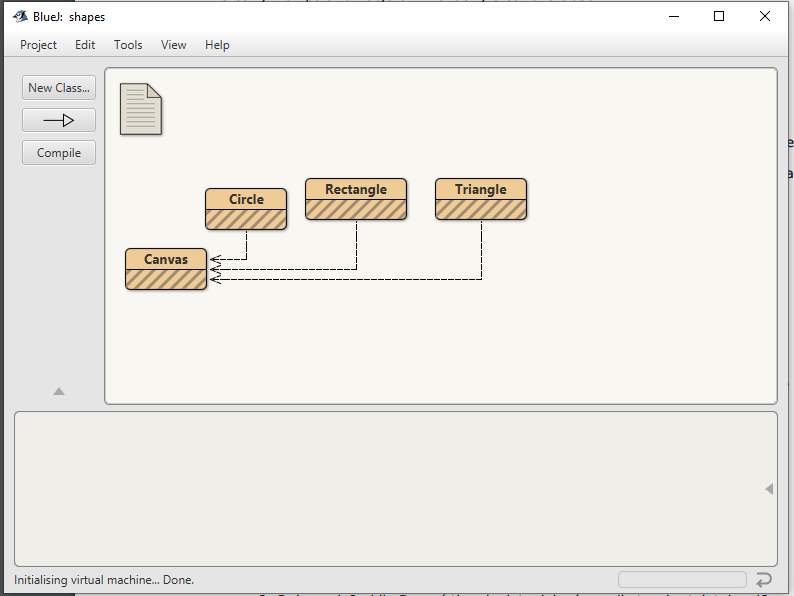 BlueJ: shapes
Project Edit Tools View Help
New Class...
Compile
Circle
Rectangle
Triangle
Canvas
Initialising virtual machine... Done.